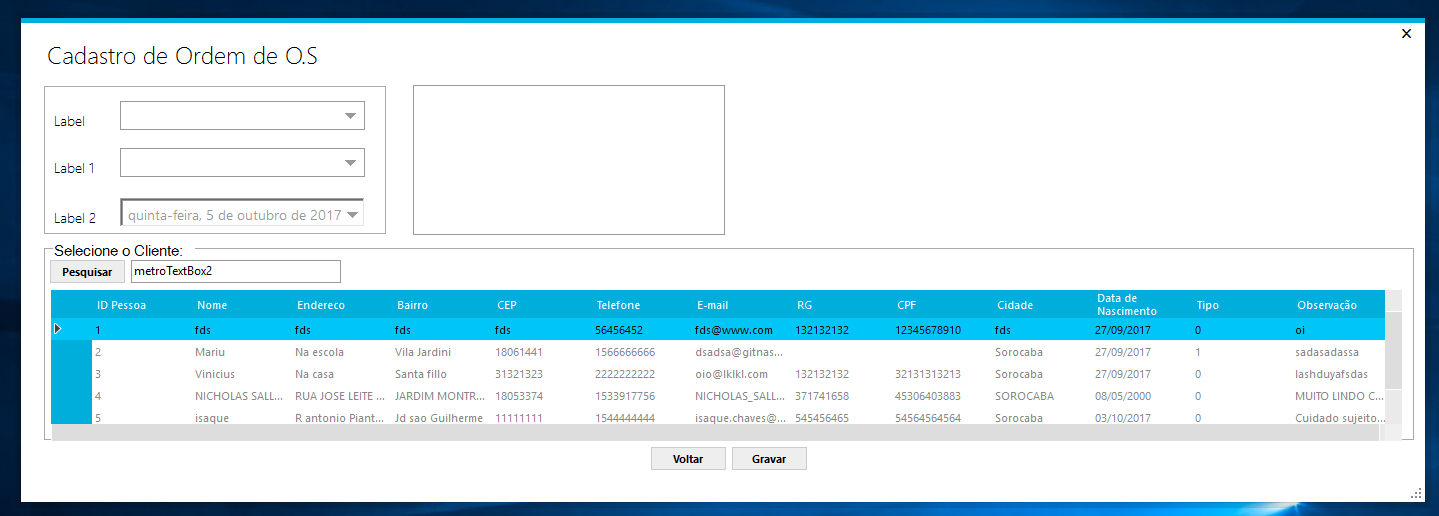 Cadastro de Ordem de O.S
Label
Label 1
Label 2 quinta-feira, 5 de outubro de 2017
Selecione o Cliente:
Pesquisar metroTextBox2
ID Pessoa Nome Endereco Bairro CEP Telefone E-mail RG CPF Cidade Data de Nascimento Tipo Observação
1 fds fds fds fds 56456452 fds@www.com 132132132 12345678910 fds 27/09/2017 0 oi
2 Mariu Na escola Vila Jardini 18061441 1566666666 dsadsa@gitnas... Sorocaba 27/09/2017 1 sadasadassa
3 Vinicius Na casa Santa fillo 31321323 2222222222 oio@lklkl.com 132132132 32131313213 Sorocaba 27/09/2017 0 lashduyafsdas
4 NICHOLAS SALL... RUA JOSE LEITE ... JARDIM MONTR... 18053374 1533917756 NICHOLAS_SALL... 371741658 45306403883 SOROCABA 08/05/2000 0 MUITO LINDO C...
5 isaque R antonio Piant... Jd sao Guilherme 11111111 1544444444 isaque.chaves@... 545456465 54564564564 Sorocaba 03/10/2017 0 Cuidado sujeito...
Voltar Gravar